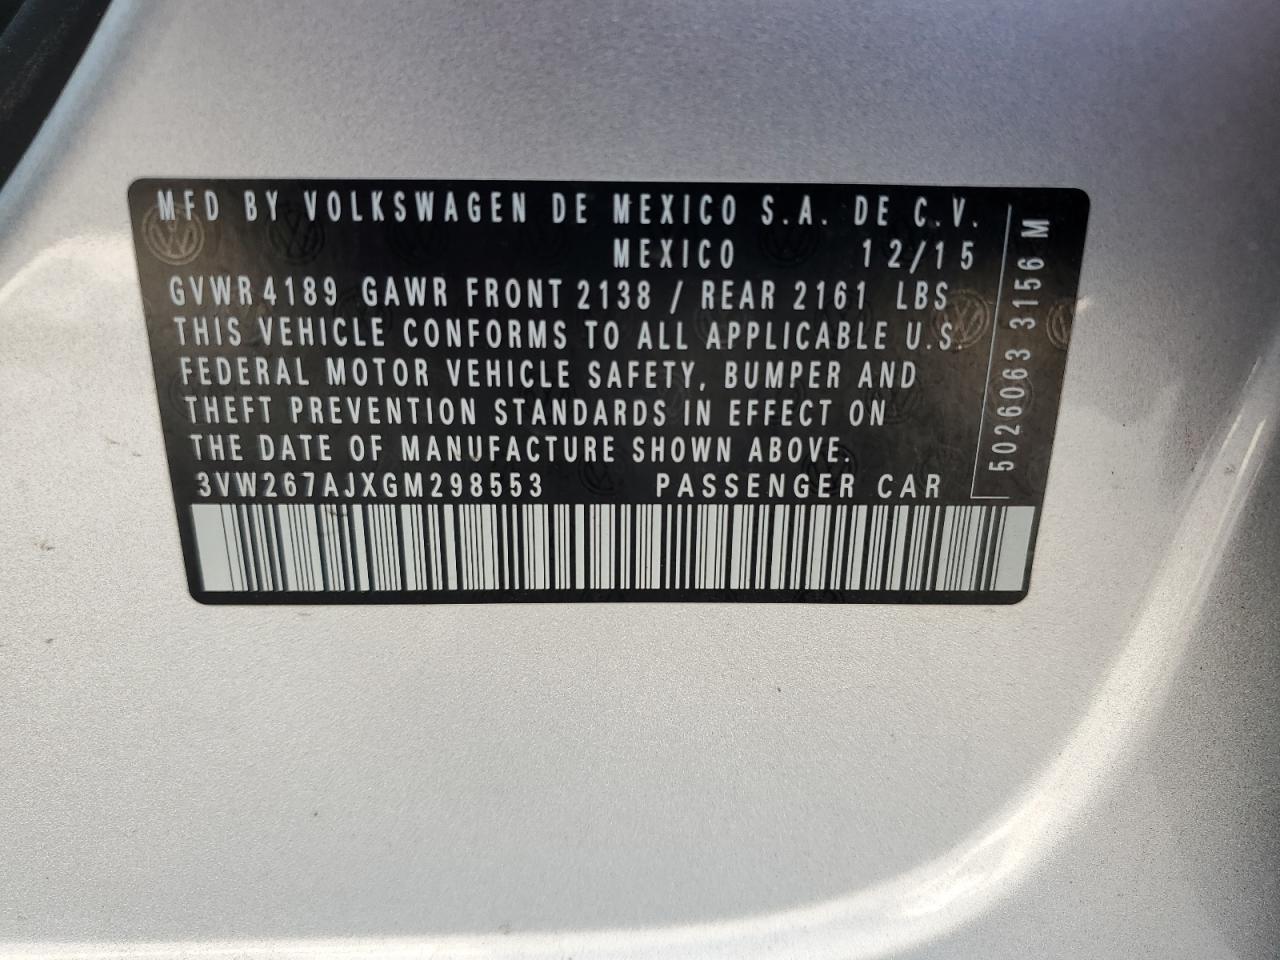 MFD BY VOLKSWAGEN DE MEXICO S.A. DE C.V.
MEXICO 12/15
GVWR 4189 GAWR FRONT 2138 / REAR 2161 LBS
THIS VEHICLE CONFORMS TO ALL APPLICABLE U.S.
FEDERAL MOTOR VEHICLE SAFETY, BUMPER AND
THEFT PREVENTION STANDARDS IN EFFECT ON
THE DATE OF MANUFACTURE SHOWN ABOVE.
3VW267AJXGM298553 PASSENGER CAR
5026063 3156 M